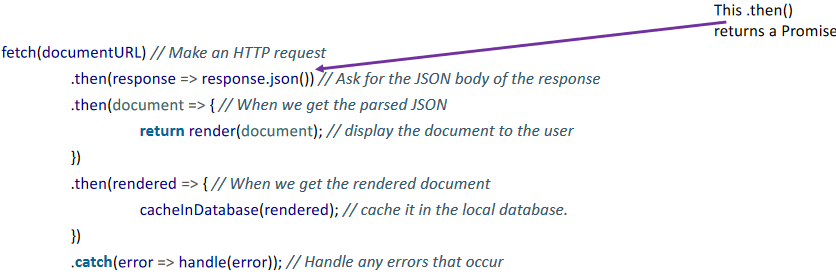 This .then()
returns a Promise
fetch(documentURL) // Make an HTTP request
.then(response => response.json()) // Ask for the JSON body of the response
.then(document => { // When we get the parsed JSON
return render(document); // display the document to the user
})
.then(rendered => { // When we get the rendered document
cacheInDatabase(rendered); // cache it in the local database.
})
.catch(error => handle(error)); // Handle any errors that occur